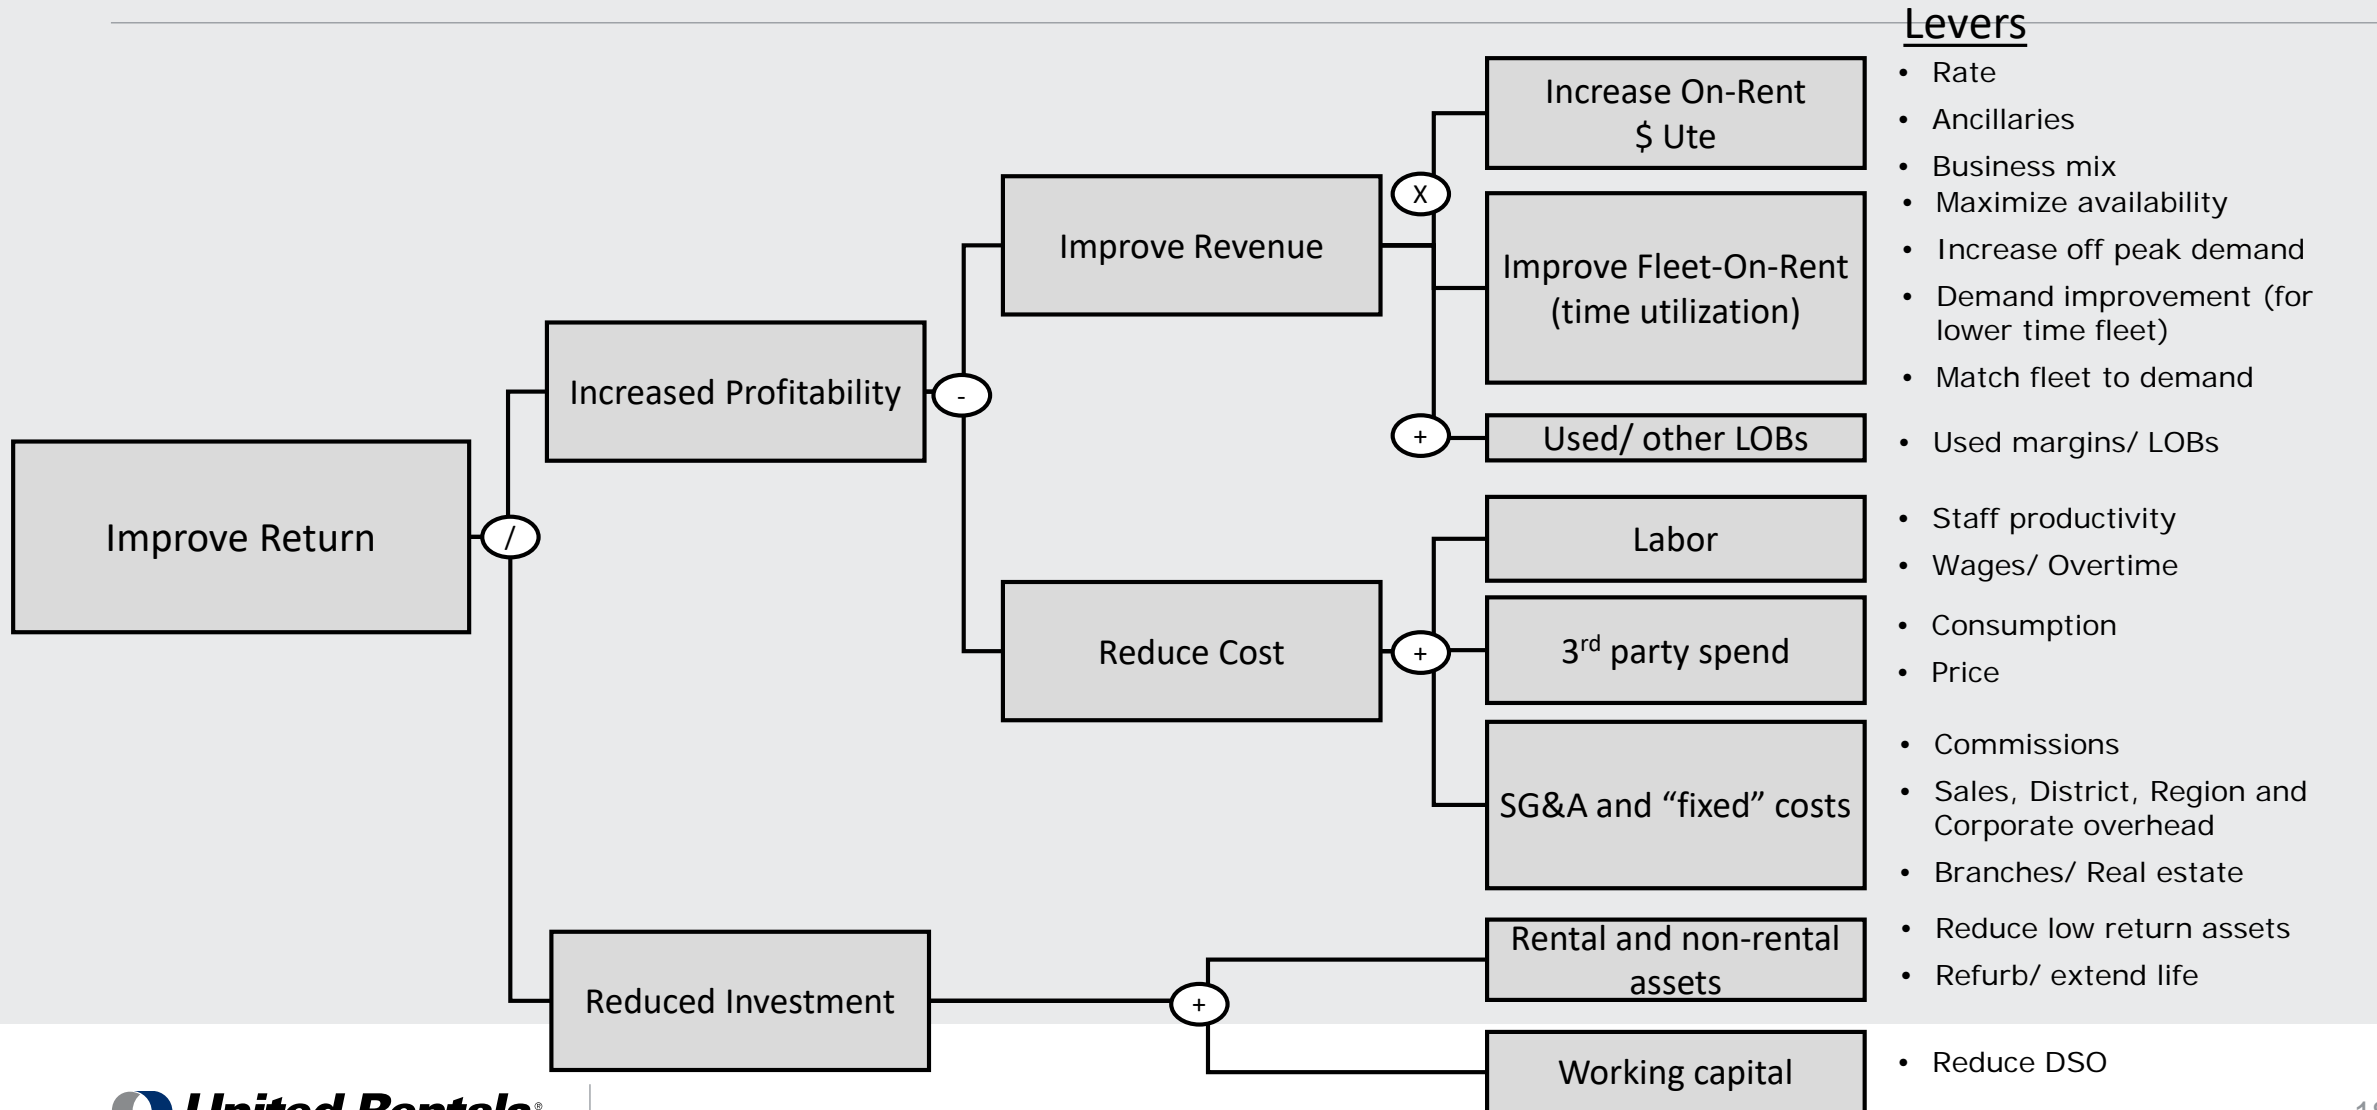 Levers
Increase On-Rent
$ Ute
• Rate
• Ancillaries
• Business mix
X
Improve Revenue
Improve Fleet-On-Rent
(time utilization)
• Maximize availability
• Increase off peak demand
• Demand improvement (for
lower time fleet)
• Match fleet to demand
Increased Profitability
-
+
Used/ other LOBs
• Used margins/ LOBs
Improve Return
/
Labor
• Staff productivity
• Wages/ Overtime
Reduce Cost
+
3rd party spend
• Consumption
• Price
SG&A and “fixed” costs
• Commissions
• Sales, District, Region and
Corporate overhead
• Branches/ Real estate
Reduced Investment
+
Rental and non-rental
assets
• Reduce low return assets
• Refurb/ extend life
Working capital
• Reduce DSO
United Rentals®